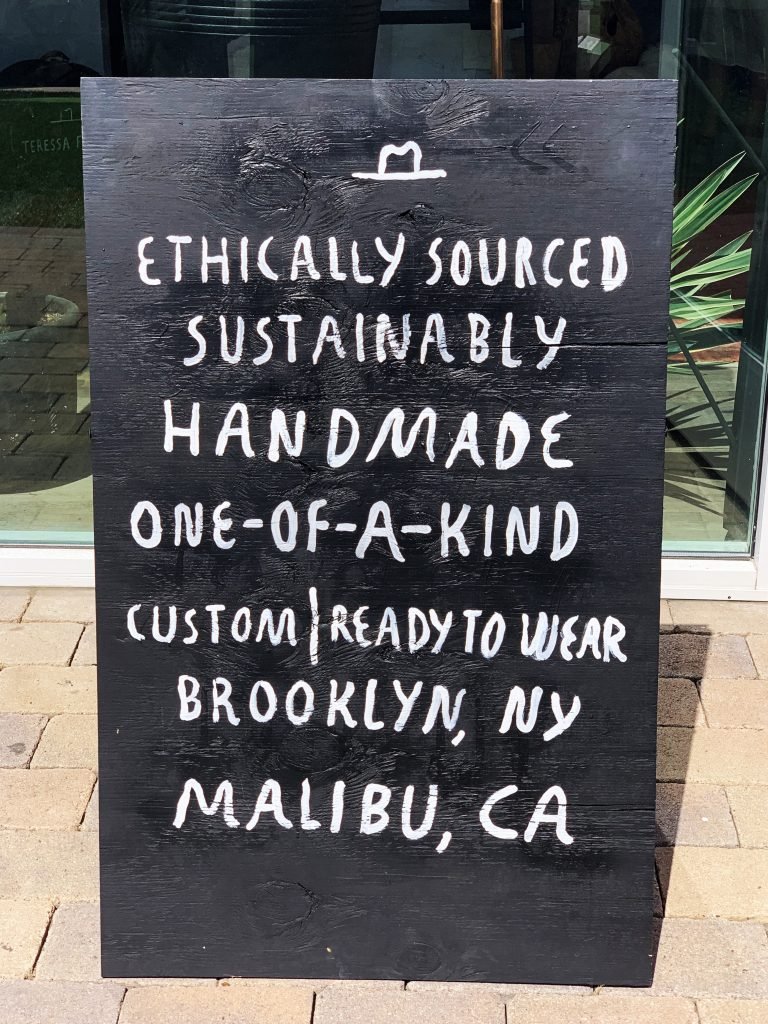 TERESSA
ETHICALLY SOURCED
SUSTAINABLY
HANDMADE
ONE-OF-A-KIND
CUSTOM|READY TO WEAR
BROOKLYN, NY
MALIBU, CA